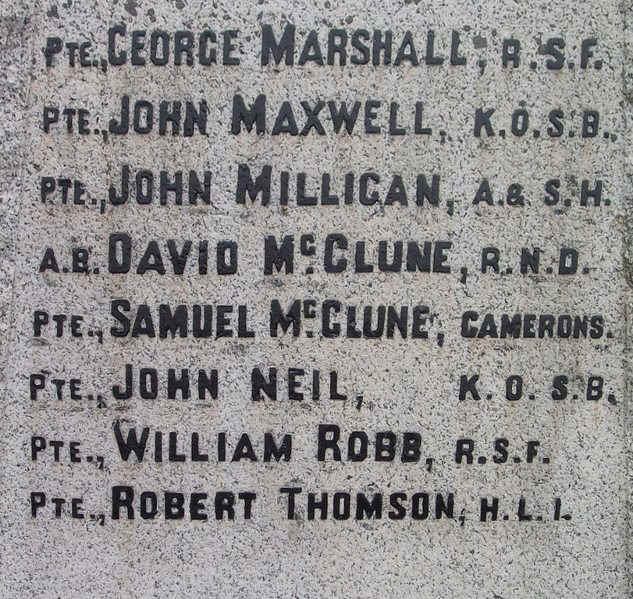 PTE., GEORGE MARSHALL, R.S.F.
PTE., JOHN MAXWELL, K.O.S.B.,
PTE., JOHN MILLIGAN, A.& S.H.
A.B. DAVID McCLUNE, R.N.D.
PTE., SAMUEL McCLUNE, CAMERONS.
PTE., JOHN NEIL, K.O.S.B.
PTE., WILLIAM ROBB, R.S.F.
PTE., ROBERT THOMSON, H.L.I.